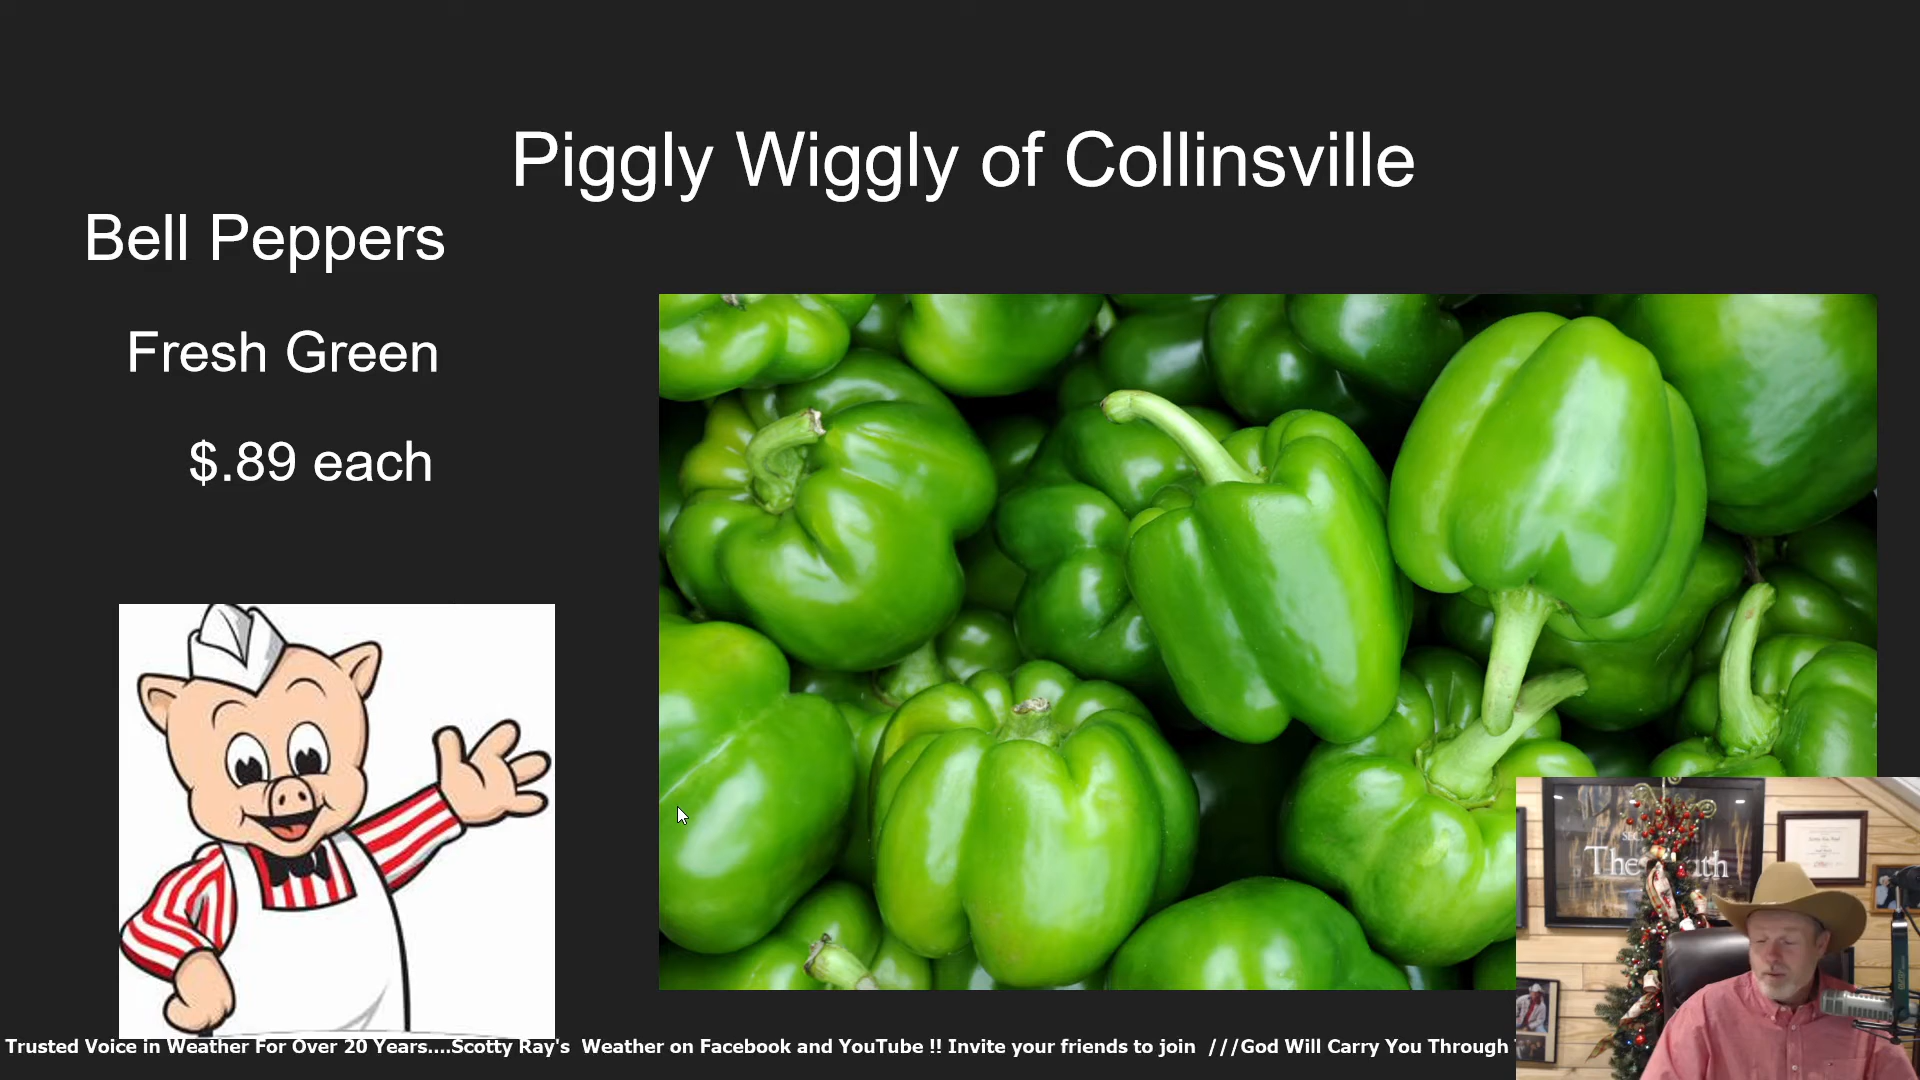 Piggly Wiggly of Collinsville
Bell Peppers
Fresh Green
$.89 each
The
Trusted Voice in Weather For Over 20 Years....Scotty Ray's Weather on Facebook and YouTube !! Invite your friends to join ///God Will Carry You Through